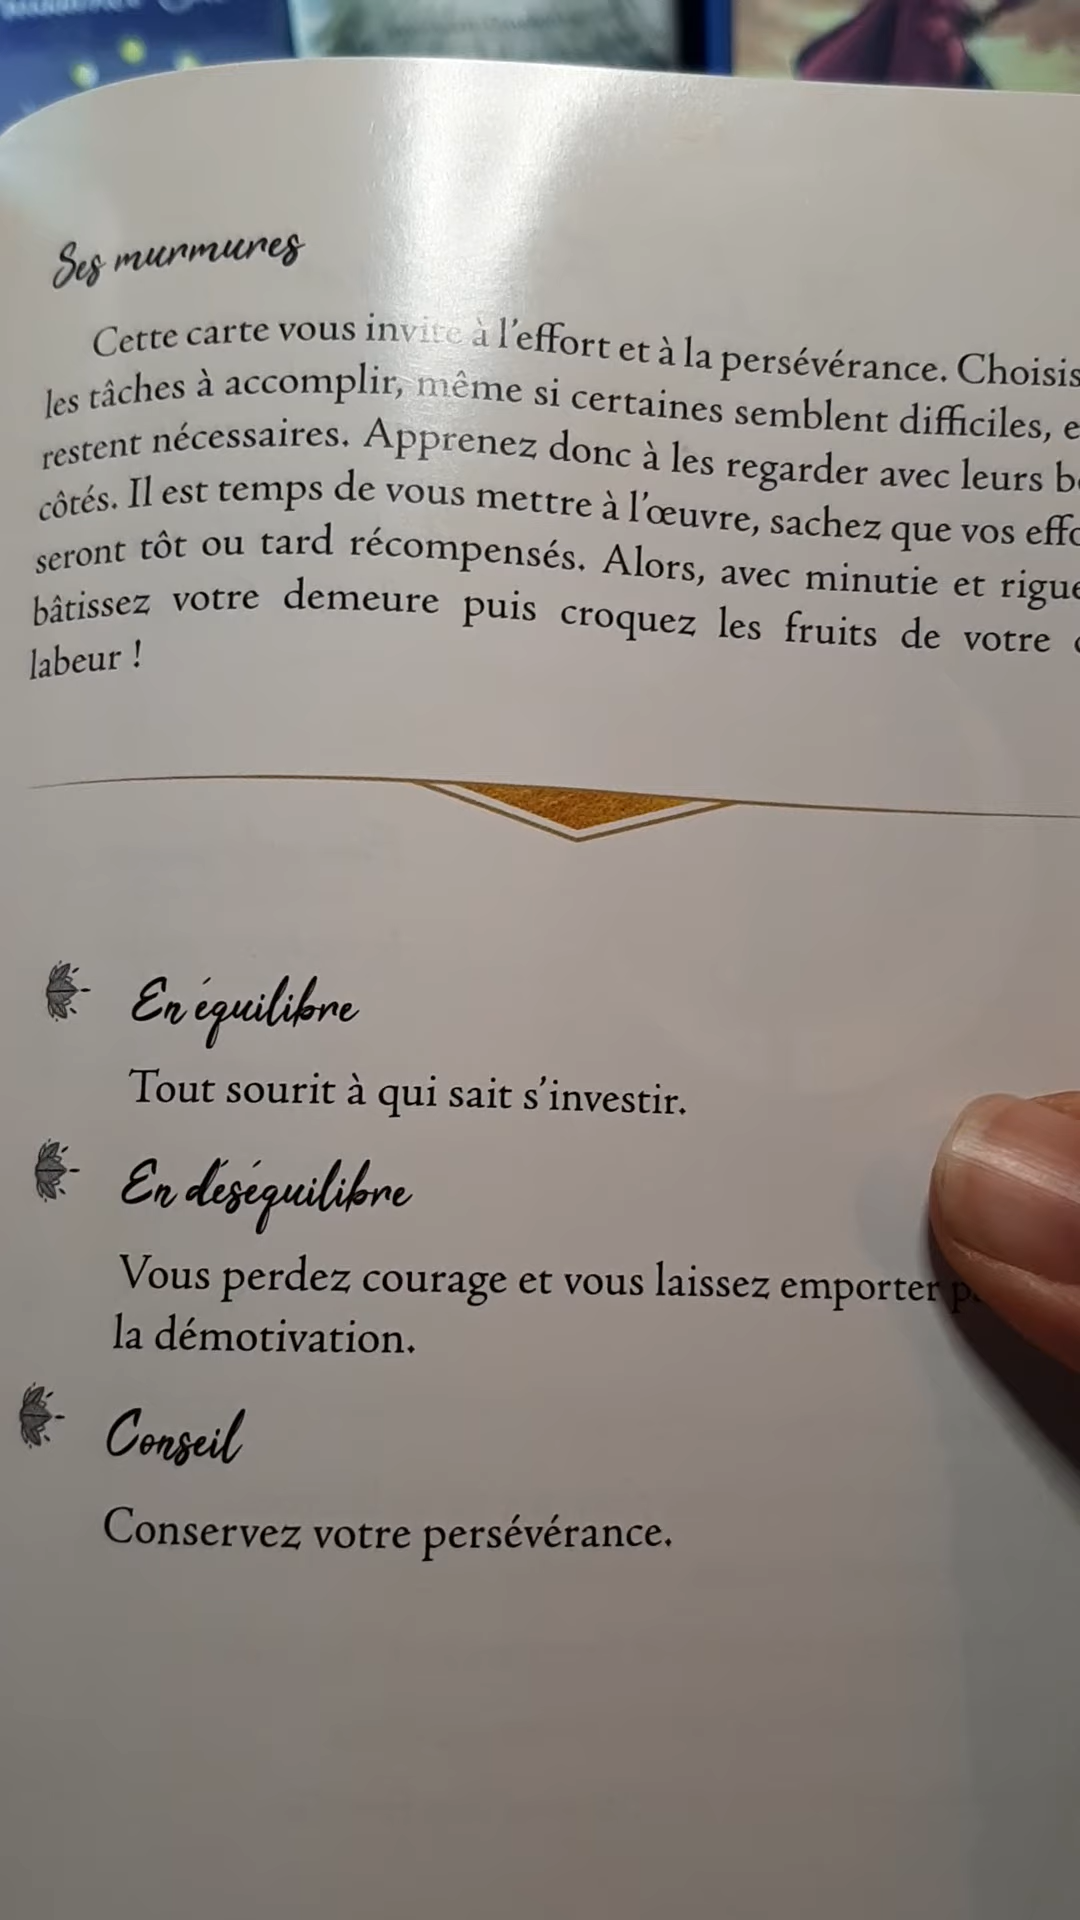 Ses murmures
Cette carte vous invite à l'effort et à la persévérance. Choisis
les tâches à accomplir, même si certaines semblent difficiles, e
restent nécessaires. Apprenez donc à les regarder avec leurs b
côtés. Il est temps de vous mettre à l'œuvre, sachez que vos effo
seront tôt ou tard récompensés. Alors, avec minutie et rigue
bâtissez votre demeure puis croquez les fruits de votre
labeur !
En équilibre
Tout sourit à qui sait s'investir.
En déséquilibre
Vous perdez courage et vous laissez emporter
la démotivation.
Conseil
Conservez votre persévérance.